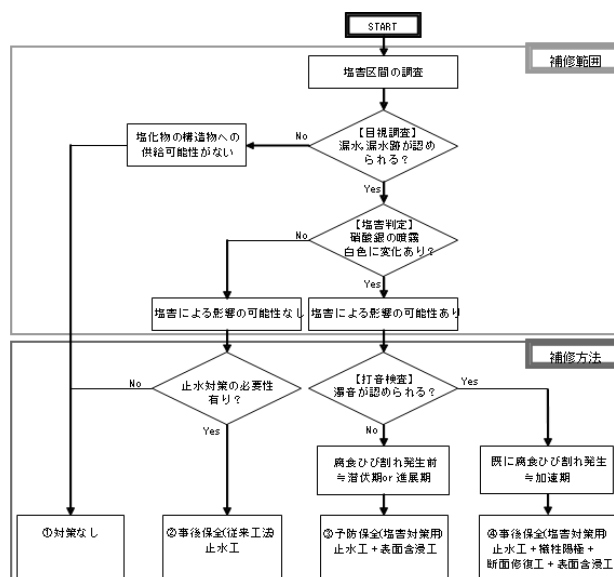 START
補修範囲
塩害区間の調査
塩化物の構造物への
供給可能性がない
No
【目視調査】
漏水、漏水跡が認め
られる?
Yes
【塩害判定】
硝酸銀の噴霧
白色に変化あり?
No
Yes
塩害による影響の可能性なし
塩害による影響の可能性あり
補修方法
No
止水対策の必要性
有り?
Yes
【打音検査】
濁音が認められる?
Yes
No
腐食ひび割れ発生前
≒潜伏期or進展期
既に腐食ひび割れ発生
≒加速期
①対策なし
②事後保全(従来工法)
止水工
③予防保全(塩害対策用)
止水工+表面含浸工
④事後保全(塩害対策用)
止水工+犠牲陽極+
断面修復工+表面含浸工